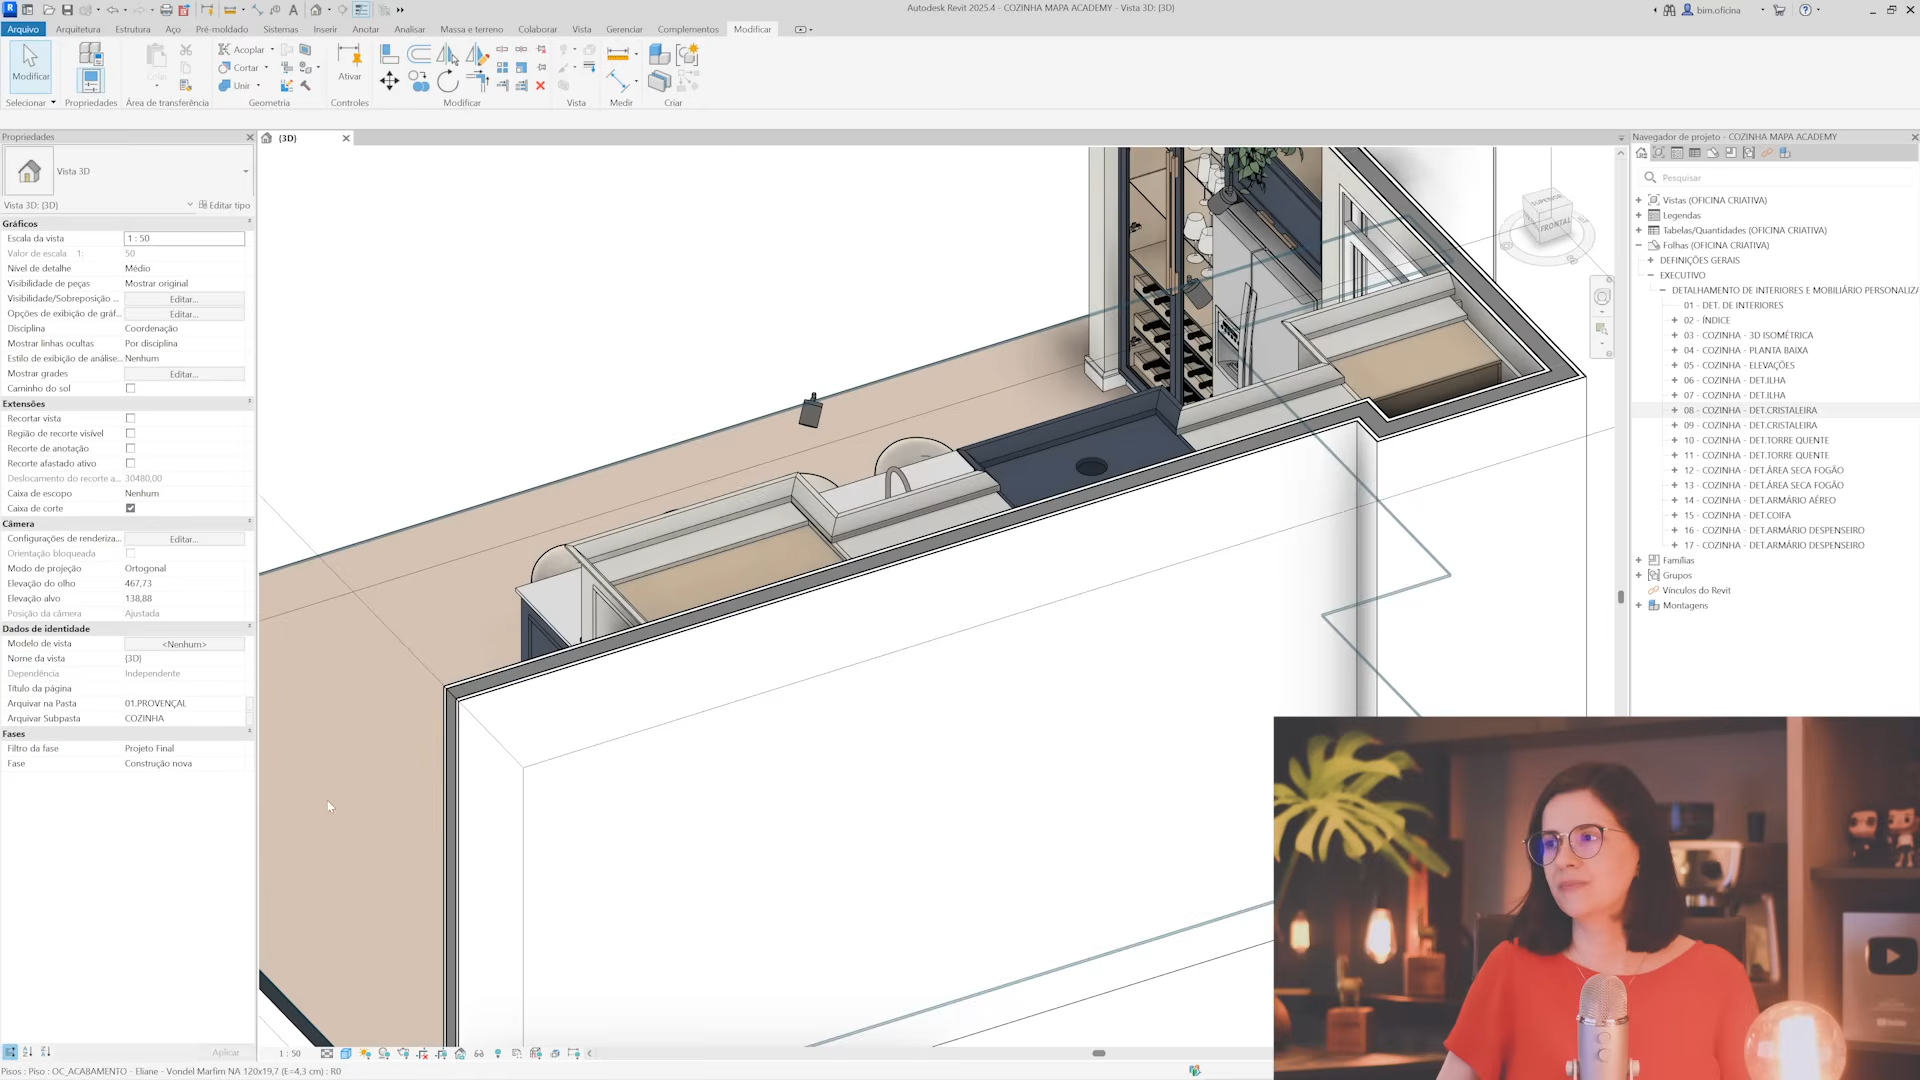 Autodesk Revit 2025.4 - COZINHA MAPA ACADEMY - Vista 3D: {3D}
bim.oficina
Arquivo Arquitetura Estrutura Aço Pré-moldado Sistemas Inserir Anotar Analisar Massa e terreno Colaborar Vista Gerenciar Complementos Modificar
Modificar
Colar
Acoplar
Cortar
Unir
Ativar
Selecionar Propriedades Área de transferência Geometria Controles Modificar Vista Medir Criar
Propriedades
{3D}
Navegador de projeto - COZINHA MAPA ACADEMY
Vista 3D
Pesquisar
Vista 3D: {3D}
Editar tipo
Gráficos
Escala da vista 1 : 50
Valor de escala 1: 50
Nível de detalhe Médio
Visibilidade de peças Mostrar original
Visibilidade/Sobreposição ... Editar...
Opções de exibição de gráf... Editar...
Disciplina Coordenação
Mostrar linhas ocultas Por disciplina
Estilo de exibição de análise... Nenhum
Mostrar grades Editar...
Caminho do sol
Extensões
Recortar vista
Região de recorte visível
Recorte de anotação
Recorte afastado ativo
Deslocamento do recorte a... 30480,00
Caixa de escopo Nenhum
Caixa de corte
Câmera
Configurações de renderiza... Editar...
Orientação bloqueada
Modo de projeção Ortogonal
Elevação do olho 467,73
Elevação alvo 138,88
Posição da câmera Ajustada
Dados de identidade
Modelo de vista <Nenhum>
Nome da vista {3D}
Dependência Independente
Título da página
Arquivar na Pasta 01.PROVENÇAL
Arquivar Subpasta COZINHA
Fases
Filtro da fase Projeto Final
Fase Construção nova
Aplicar
SUPERIOR
FRONTAL
Vistas (OFICINA CRIATIVA)
Legendas
Tabelas/Quantidades (OFICINA CRIATIVA)
Folhas (OFICINA CRIATIVA)
DEFINIÇÕES GERAIS
EXECUTIVO
DETALHAMENTO DE INTERIORES E MOBILIÁRIO PERSONALIZA
01 - DET. DE INTERIORES
02 - ÍNDICE
03 - COZINHA - 3D ISOMÉTRICA
04 - COZINHA - PLANTA BAIXA
05 - COZINHA - ELEVAÇÕES
06 - COZINHA - DET.ILHA
07 - COZINHA - DET.ILHA
08 - COZINHA - DET.CRISTALEIRA
09 - COZINHA - DET.CRISTALEIRA
10 - COZINHA - DET.TORRE QUENTE
11 - COZINHA - DET.TORRE QUENTE
12 - COZINHA - DET.ÁREA SECA FOGÃO
13 - COZINHA - DET.ÁREA SECA FOGÃO
14 - COZINHA - DET.ARMÁRIO AÉREO
15 - COZINHA - DET.COIFA
16 - COZINHA - DET.ARMÁRIO DESPENSEIRO
17 - COZINHA - DET.ARMÁRIO DESPENSEIRO
Famílias
Grupos
Vínculos do Revit
Montagens
1 : 50
Pisos : Piso : OC_ACABAMENTO - Eliane - Vondel Marfim NA 120x19,7 (E=4,3 cm) : R0